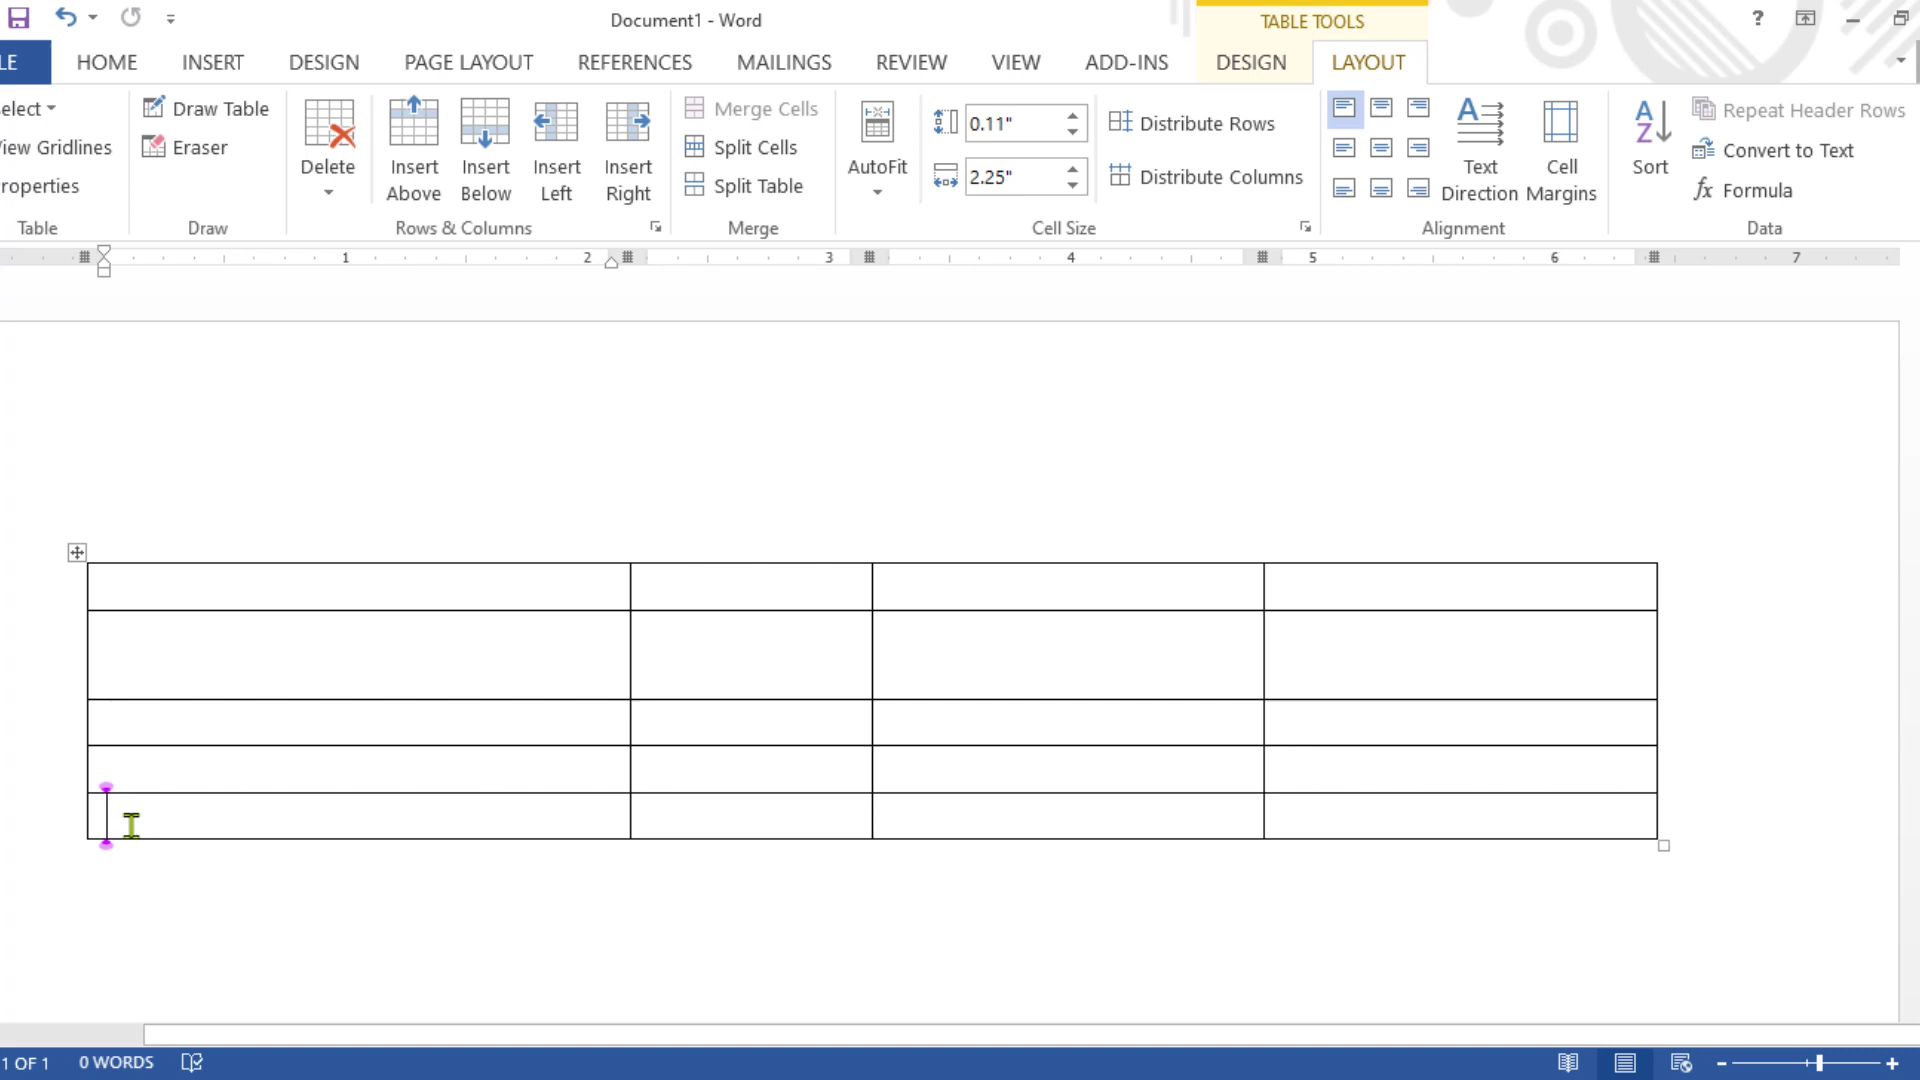 Document1 - Word
TABLE TOOLS
?
LE
HOME
INSERT
DESIGN
PAGE LAYOUT
REFERENCES
MAILINGS
REVIEW
VIEW
ADD-INS
DESIGN
LAYOUT
elect
iew Gridlines
roperties
Table
Draw Table
Eraser
Draw
Delete
Insert
Above
Insert
Below
Insert
Left
Insert
Right
Rows & Columns
Merge Cells
Split Cells
Split Table
Merge
AutoFit
0.11"
2.25"
Distribute Rows
Distribute Columns
Cell Size
Text
Direction
Cell
Margins
Alignment
A
Z
Sort
Repeat Header Rows
Convert to Text
fx Formula
Data
1 2 3 4 5 6 7
1 OF 1
0 WORDS